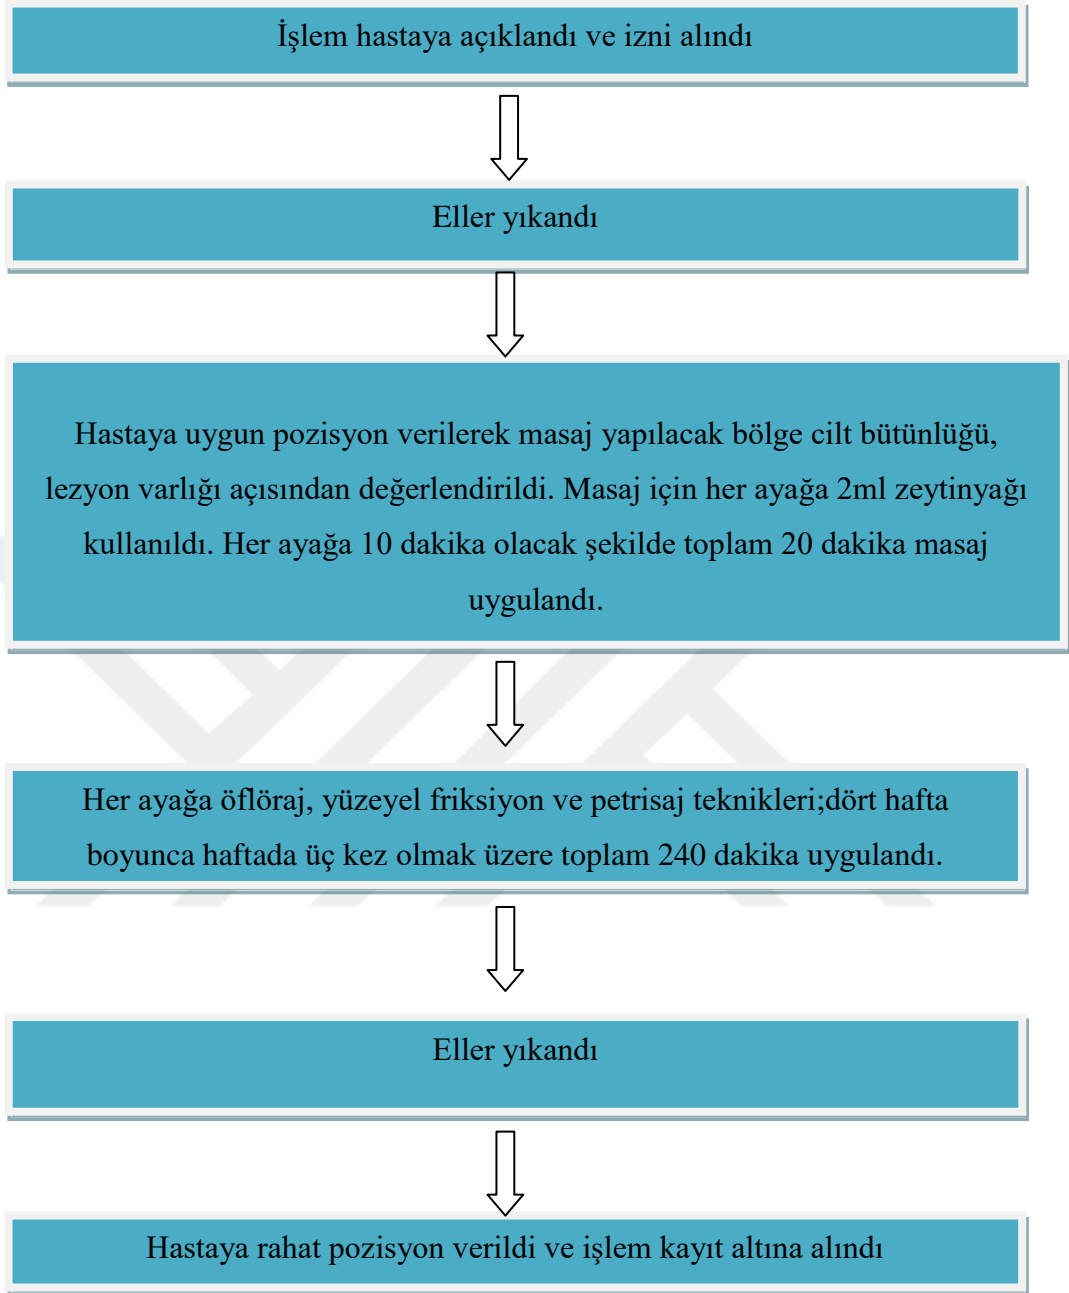 İşlem hastaya açıklandı ve izni alındı
Eller yıkandı
Hastaya uygun pozisyon verilerek masaj yapılacak bölge cilt bütünlüğü,
lezyon varlığı açısından değerlendirildi. Masaj için her ayağa 2ml zeytinyağı
kullanıldı. Her ayağa 10 dakika olacak şekilde toplam 20 dakika masaj
uygulandı.
Her ayağa öflöraj, yüzeyel friksiyon ve petrisaj teknikleri;dört hafta
boyunca haftada üç kez olmak üzere toplam 240 dakika uygulandı.
Eller yıkandı
Hastaya rahat pozisyon verildi ve işlem kayıt altına alındı